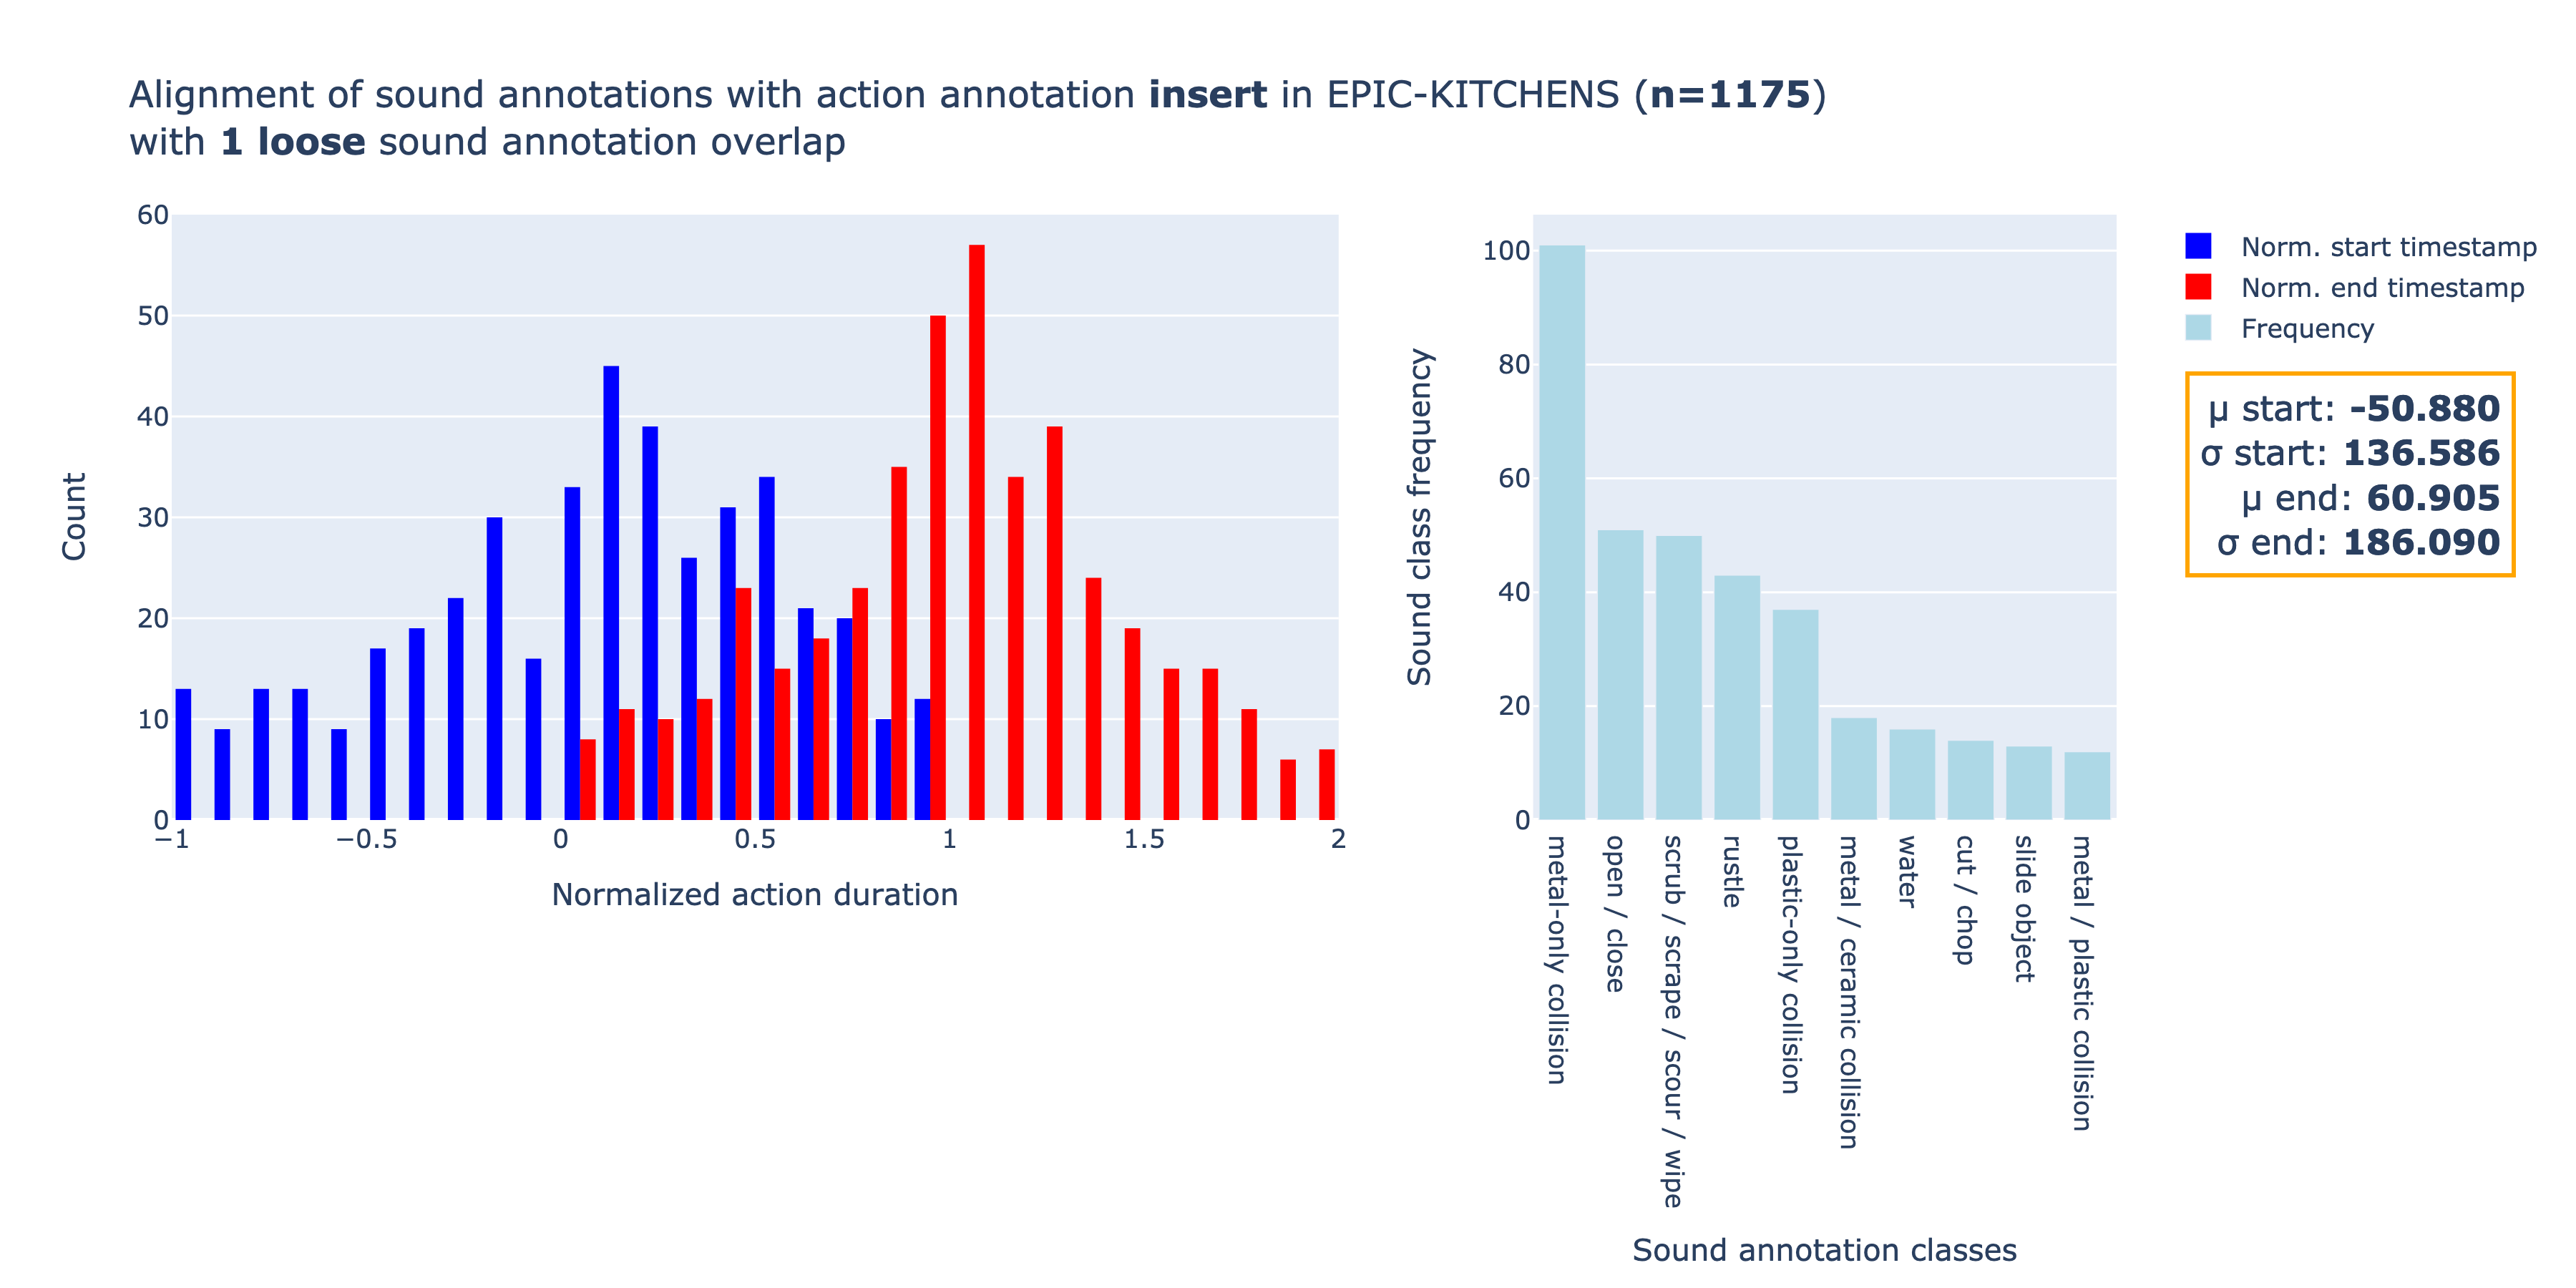 Alignment of sound annotations with action annotation insert in EPIC-KITCHENS (n=1175)
with 1 loose sound annotation overlap
60
50
40
30
20
10
0
Count
−1
−0.5
0
0.5
1
1.5
2
Normalized action duration
100
80
60
40
20
0
Sound class frequency
metal-only collision
open / close
scrub / scrape / scour / wipe
rustle
plastic-only collision
metal / ceramic collision
water
cut / chop
slide object
metal / plastic collision
Sound annotation classes
Norm. start timestamp
Norm. end timestamp
Frequency
μ start: -50.880
σ start: 136.586
μ end: 60.905
σ end: 186.090